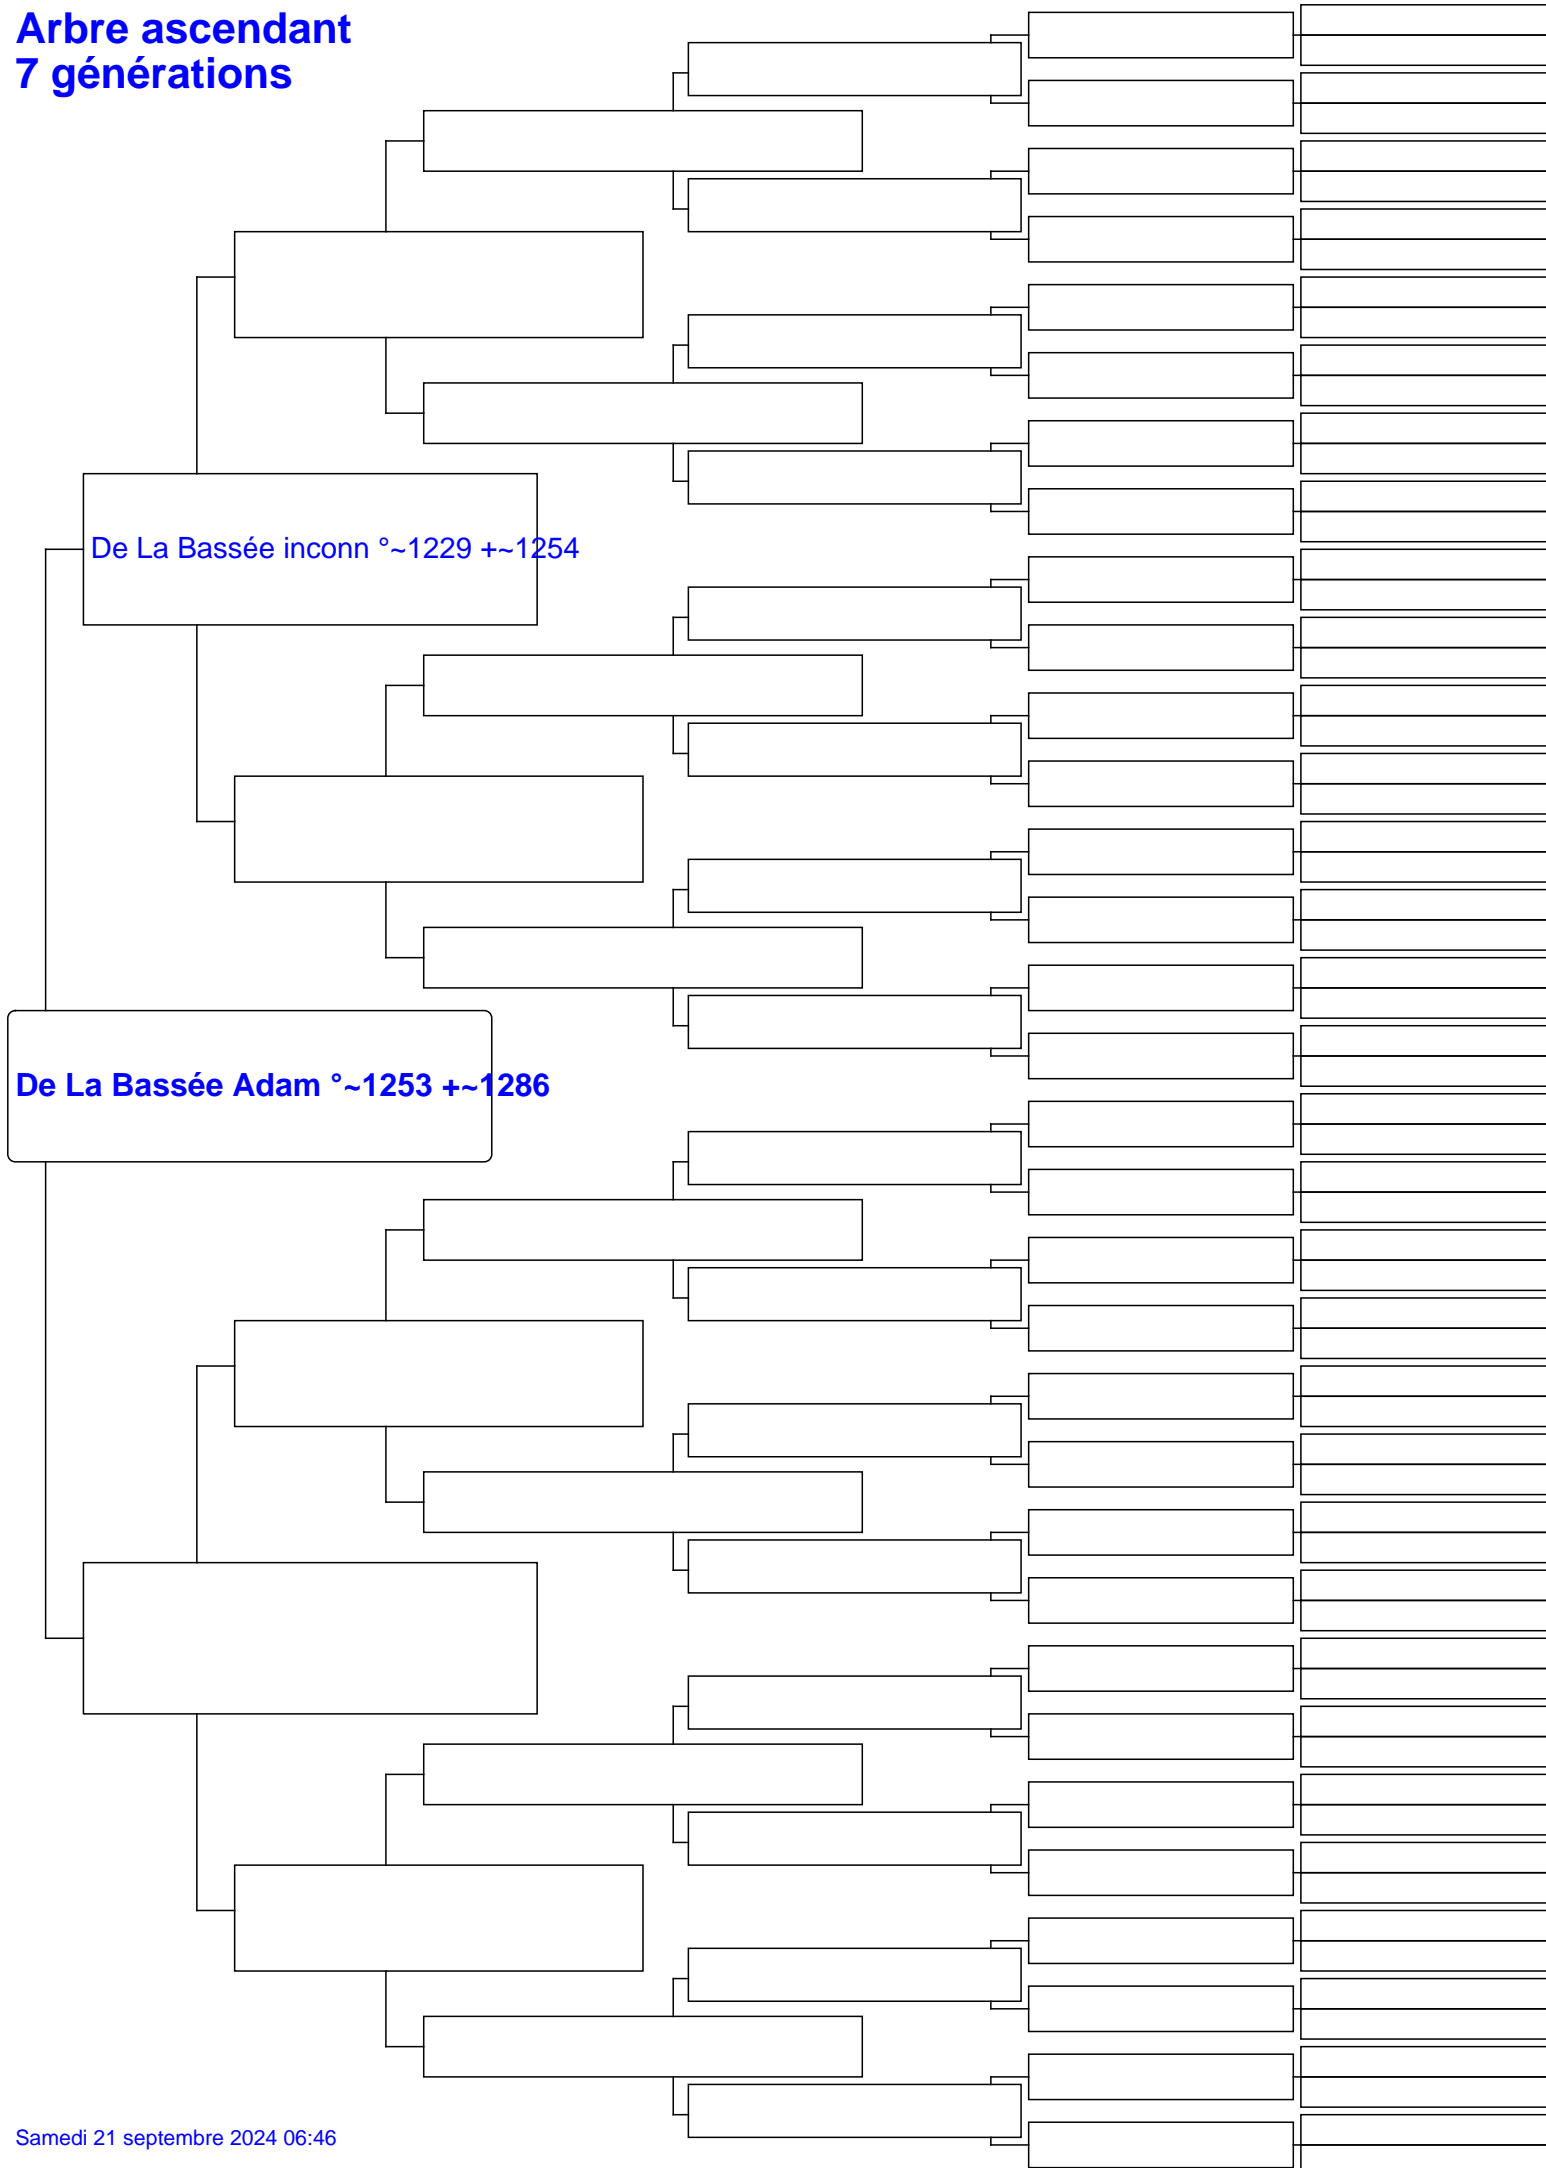 Arbre ascendant
7 générations
De La Bassée inconn °~1229 +~1254
De La Bassée Adam °~1253 +~1286
Samedi 21 septembre 2024 06:46